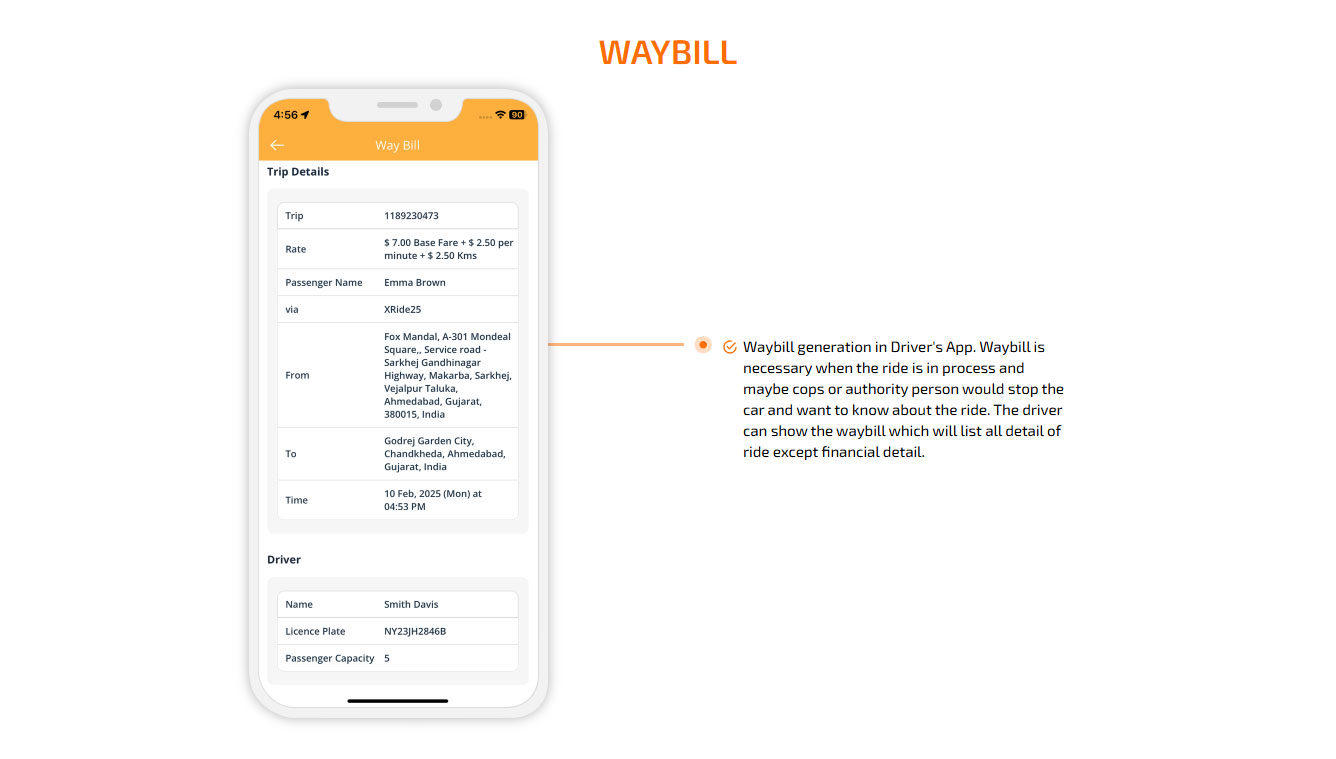 WAYBILL
4:56
90
Way Bill
Trip Details
Trip 1189230473
Rate $ 7.00 Base Fare + $ 2.50 per
minute + $ 2.50 Kms
Passenger Name Emma Brown
via XRide25
From Fox Mandal, A-301 Mondeal
Square,, Service road -
Sarkhej Gandhinagar
Highway, Makarba, Sarkhej,
Vejalpur Taluka,
Ahmedabad, Gujarat,
380015, India
To Godrej Garden City,
Chandkheda, Ahmedabad,
Gujarat, India
Time 10 Feb, 2025 (Mon) at
04:53 PM
Driver
Name Smith Davis
Licence Plate NY23JH2846B
Passenger Capacity 5
Waybill generation in Driver's App. Waybill is
necessary when the ride is in process and
maybe cops or authority person would stop the
car and want to know about the ride. The driver
can show the waybill which will list all detail of
ride except financial detail.